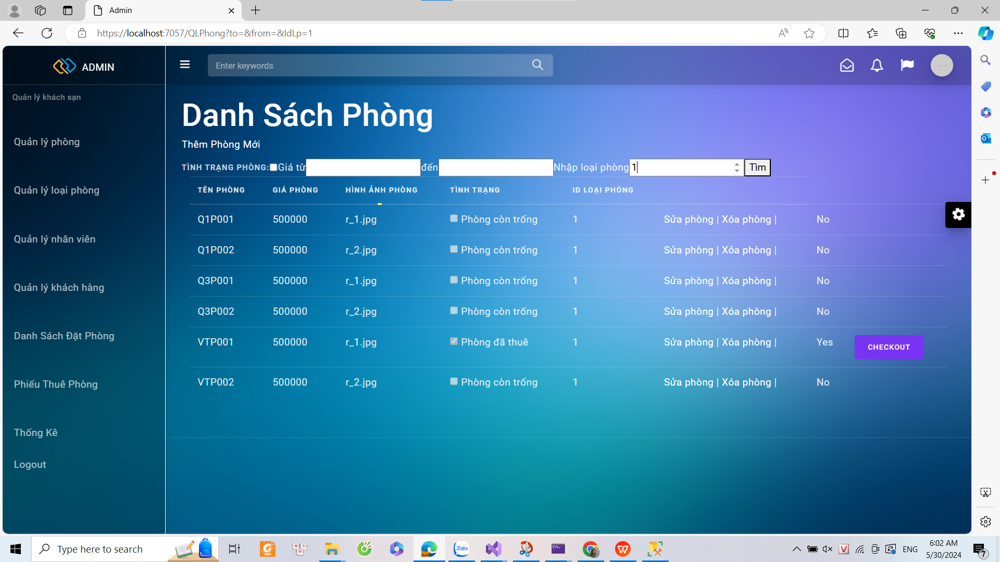 Admin
https://localhost:7057/QLPhong?to=&from=&IdLp=1
ADMIN
Enter keywords
Quản lý khách sạn
Quản lý phòng
Quản lý loại phòng
Quản lý nhân viên
Quản lý khách hàng
Danh Sách Đặt Phòng
Phiếu Thuê Phòng
Thống Kê
Logout
Danh Sách Phòng
Thêm Phòng Mới
TÌNH TRẠNG PHÒNG: Giá từ đến Nhập loại phòng 1 Tìm
TÊN PHÒNG GIÁ PHÒNG HÌNH ẢNH PHÒNG TÌNH TRẠNG ID LOẠI PHÒNG
Q1P001 500000 r_1.jpg Phòng còn trống 1 Sửa phòng | Xóa phòng | No
Q1P002 500000 r_2.jpg Phòng còn trống 1 Sửa phòng | Xóa phòng | No
Q3P001 500000 r_1.jpg Phòng còn trống 1 Sửa phòng | Xóa phòng | No
Q3P002 500000 r_2.jpg Phòng còn trống 1 Sửa phòng | Xóa phòng | No
VTP001 500000 r_1.jpg Phòng đã thuê 1 Sửa phòng | Xóa phòng | Yes CHECKOUT
VTP002 500000 r_2.jpg Phòng còn trống 1 Sửa phòng | Xóa phòng | No
Type here to search
PDF
Zalo
ENG
6:02 AM
5/30/2024
7